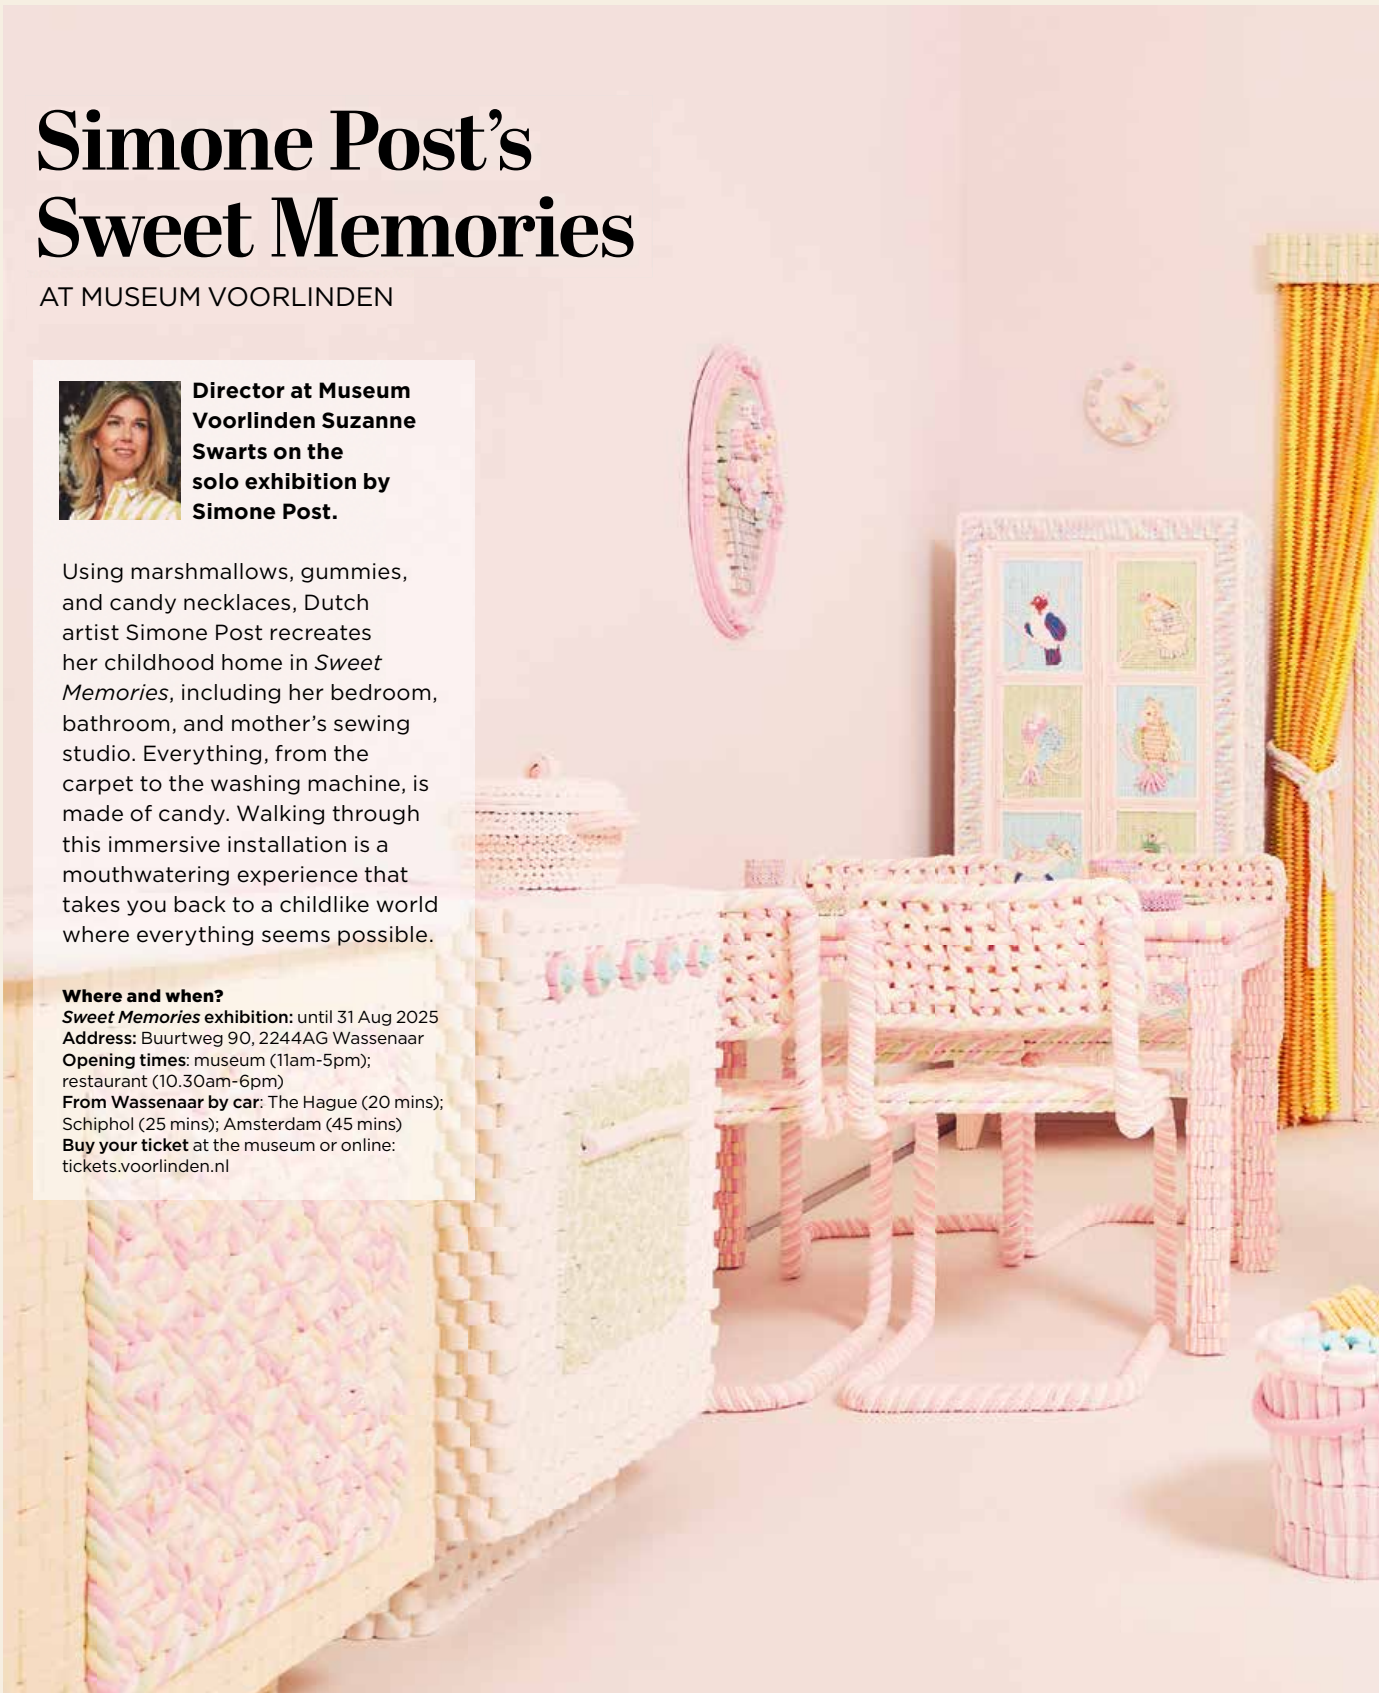 Simone Post’s
Sweet Memories
AT MUSEUM VOORLINDEN
Director at Museum
Voorlinden Suzanne
Swarts on the
solo exhibition by
Simone Post.
Using marshmallows, gummies,
and candy necklaces, Dutch
artist Simone Post recreates
her childhood home in Sweet
Memories, including her bedroom,
bathroom, and mother’s sewing
studio. Everything, from the
carpet to the washing machine, is
made of candy. Walking through
this immersive installation is a
mouthwatering experience that
takes you back to a childlike world
where everything seems possible.
Where and when?
Sweet Memories exhibition: until 31 Aug 2025
Address: Buurtweg 90, 2244AG Wassenaar
Opening times: museum (11am-5pm);
restaurant (10.30am-6pm)
From Wassenaar by car: The Hague (20 mins);
Schiphol (25 mins); Amsterdam (45 mins)
Buy your ticket at the museum or online:
tickets.voorlinden.nl